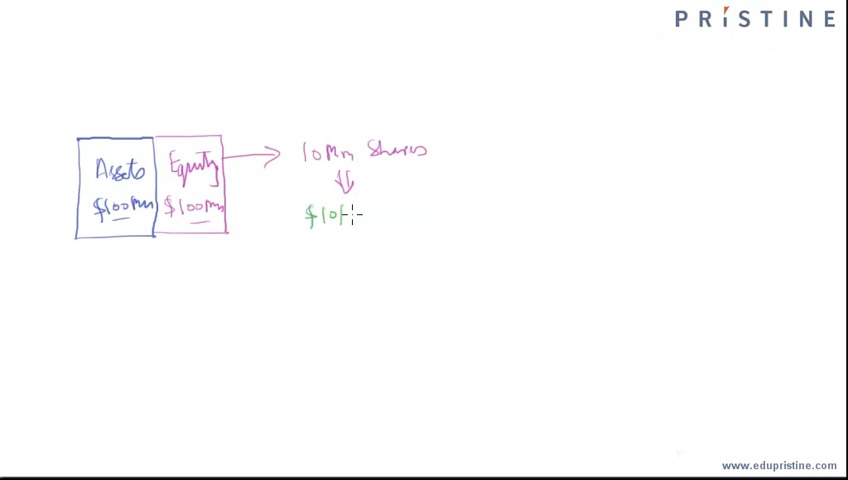 PRiSTINE
Assets
Equity
10Mn Shares
$100Mn
$100Mn
$10/
www.edupristine.com